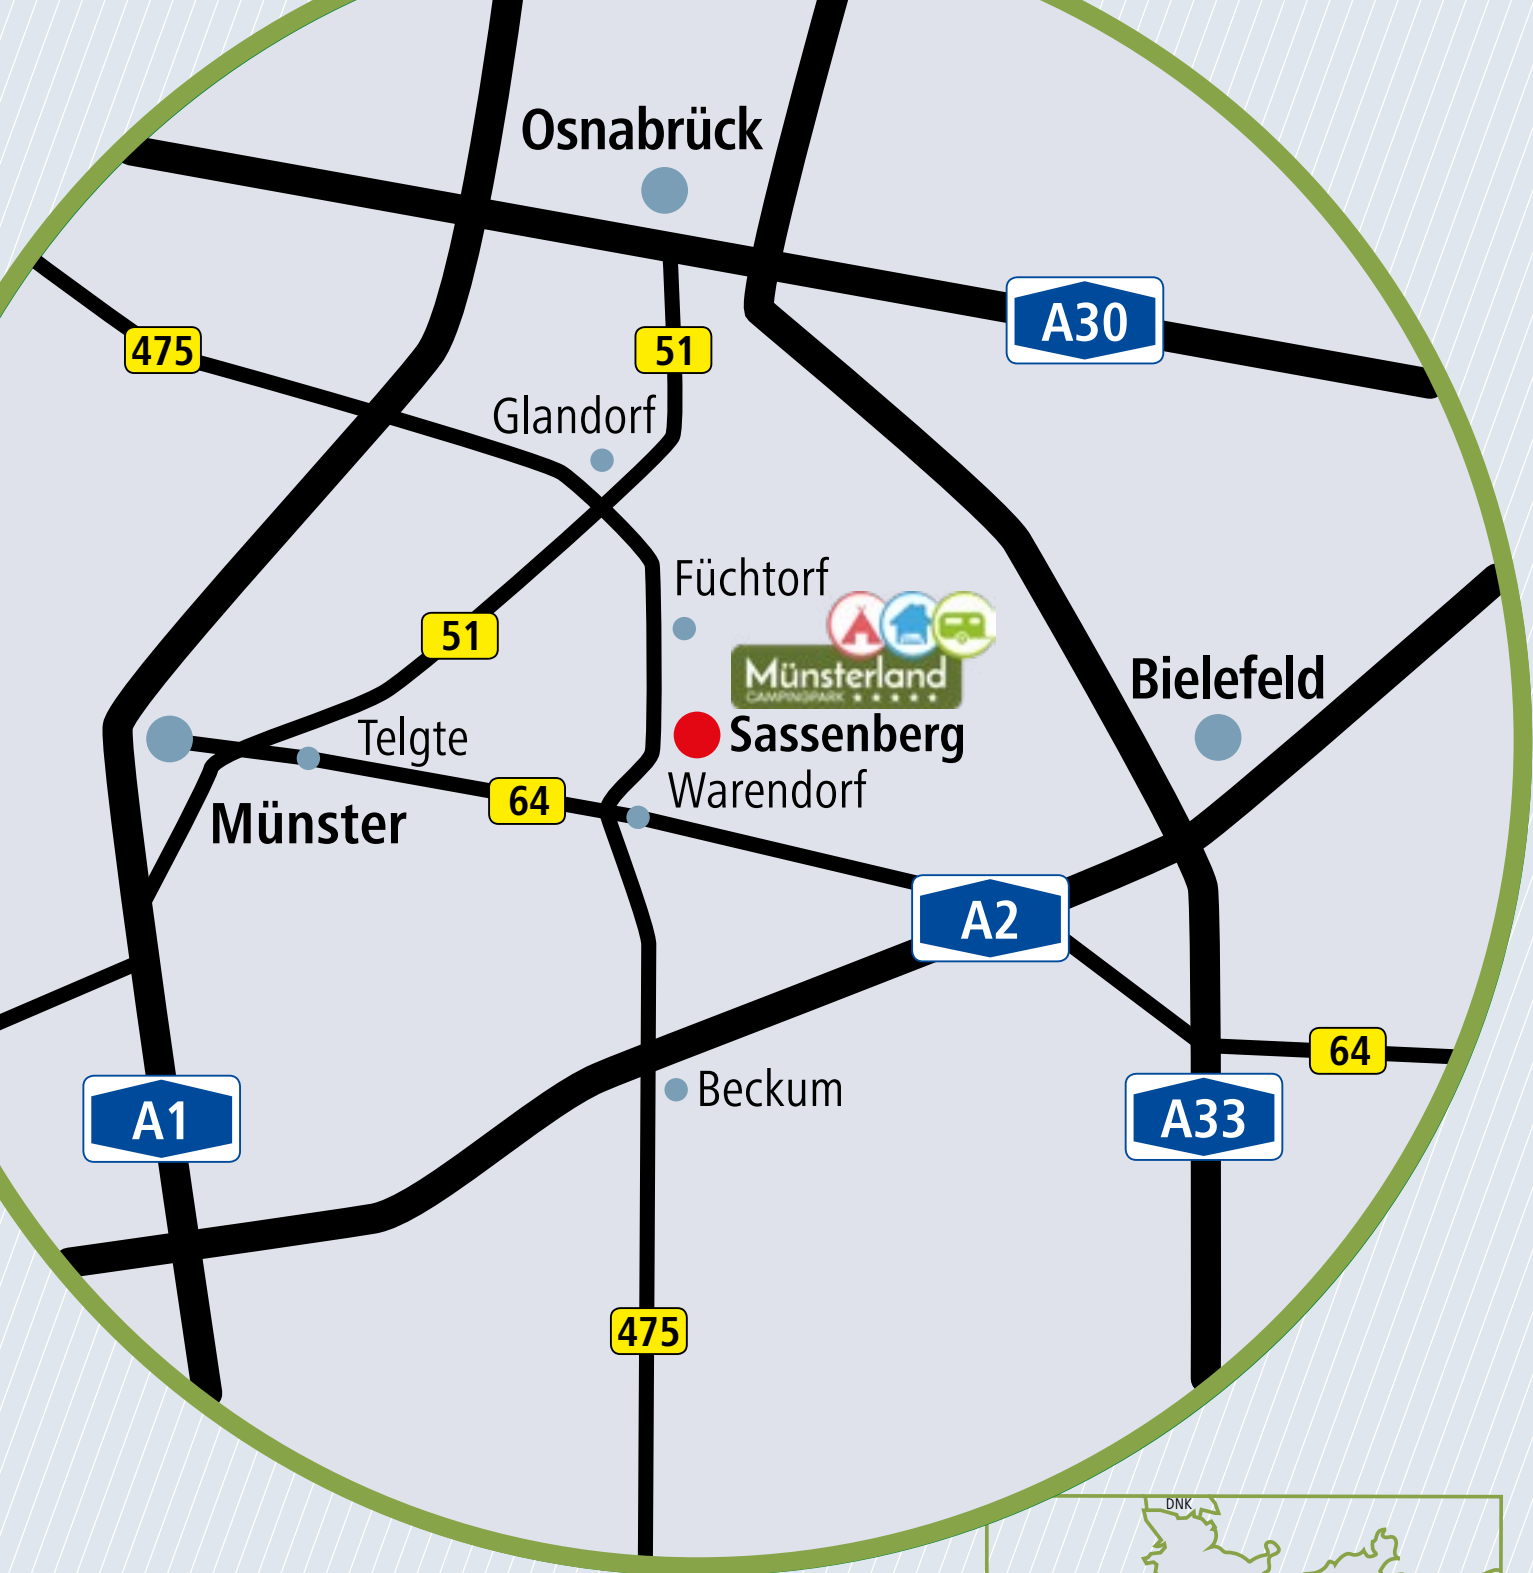 Osnabrück
A30
475
51
Glandorf
Füchtorf
51
Münsterland
CAMPINGPARK
Bielefeld
Sassenberg
Telgte
Warendorf
64
Münster
A2
64
Beckum
A1
A33
475
DNK